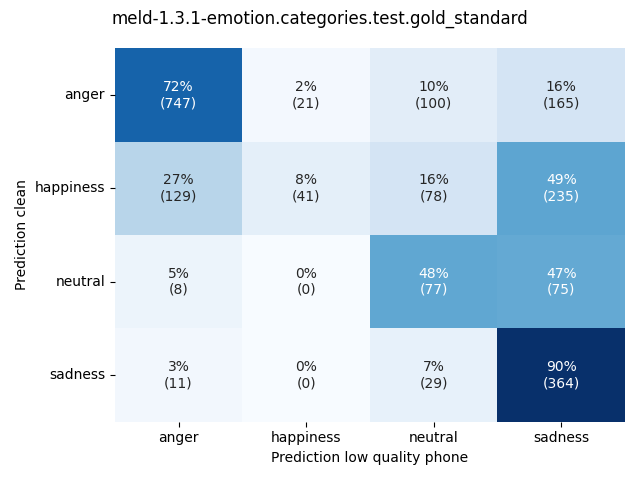 meld-1.3.1-emotion.categories.test.gold_standard
Prediction clean
anger
72%
(747)
2%
(21)
10%
(100)
16%
(165)
happiness
27%
(129)
8%
(41)
16%
(78)
49%
(235)
neutral
5%
(8)
0%
(0)
48%
(77)
47%
(75)
sadness
3%
(11)
0%
(0)
7%
(29)
90%
(364)
anger
happiness
neutral
sadness
Prediction low quality phone